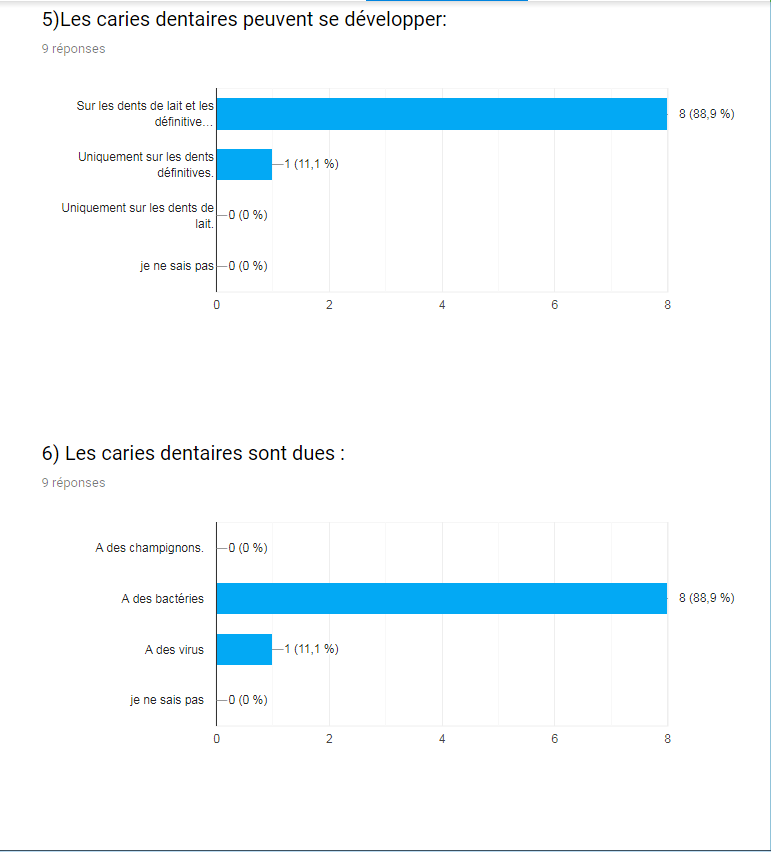 5)Les caries dentaires peuvent se développer:
9 réponses
Sur les dents de lait et les
définitive…
8 (88,9 %)
Uniquement sur les dents
définitives.
1 (11,1 %)
Uniquement sur les dents de
lait.
0 (0 %)
je ne sais pas
0 (0 %)
0 2 4 6 8
6) Les caries dentaires sont dues :
9 réponses
A des champignons.
0 (0 %)
A des bactéries
8 (88,9 %)
A des virus
1 (11,1 %)
je ne sais pas
0 (0 %)
0 2 4 6 8